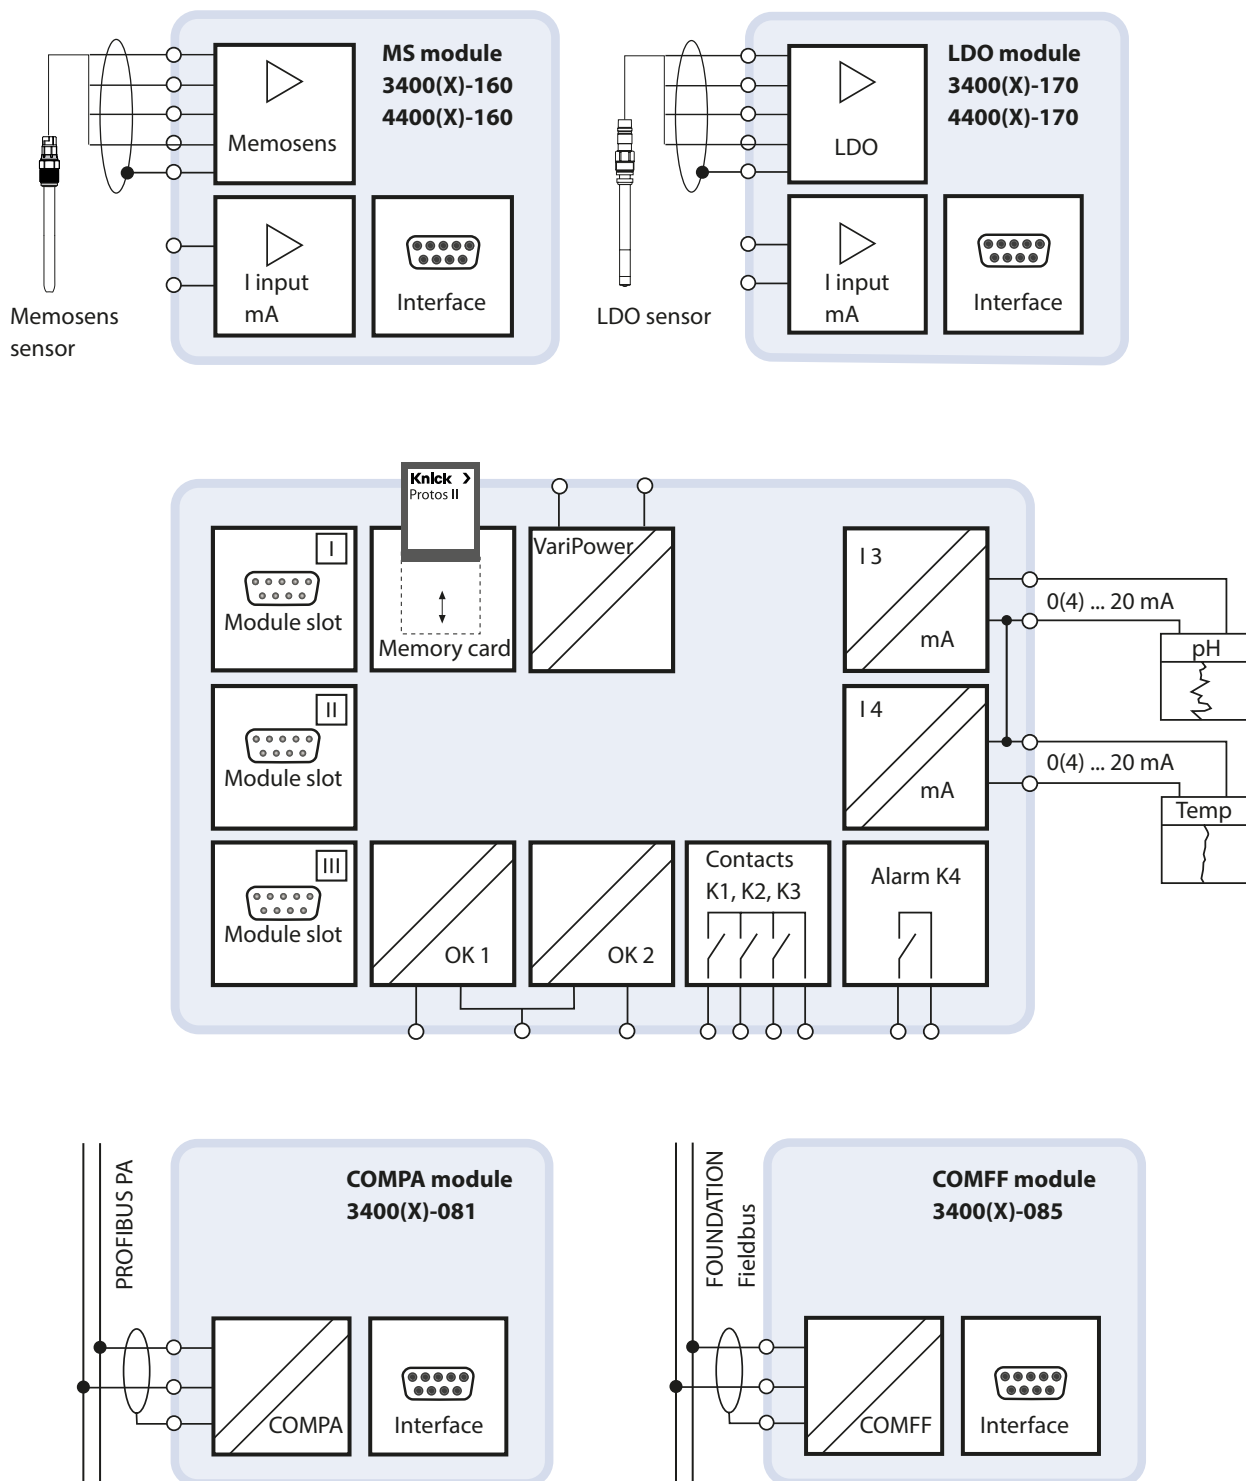 MS module
3400(X)-160
4400(X)-160
Memosens
I input
mA
Interface
Memosens
sensor
LDO module
3400(X)-170
4400(X)-170
LDO
I input
mA
Interface
LDO sensor
Knick >
Protos II
I
Module slot
Memory card
VariPower
I 3
mA
0(4) ... 20 mA
pH
II
Module slot
I 4
mA
0(4) ... 20 mA
Temp
III
Module slot
OK 1
OK 2
Contacts
K1, K2, K3
Alarm K4
PROFIBUS PA
COMPA module
3400(X)-081
COMPA
Interface
FOUNDATION
Fieldbus
COMFF module
3400(X)-085
COMFF
Interface